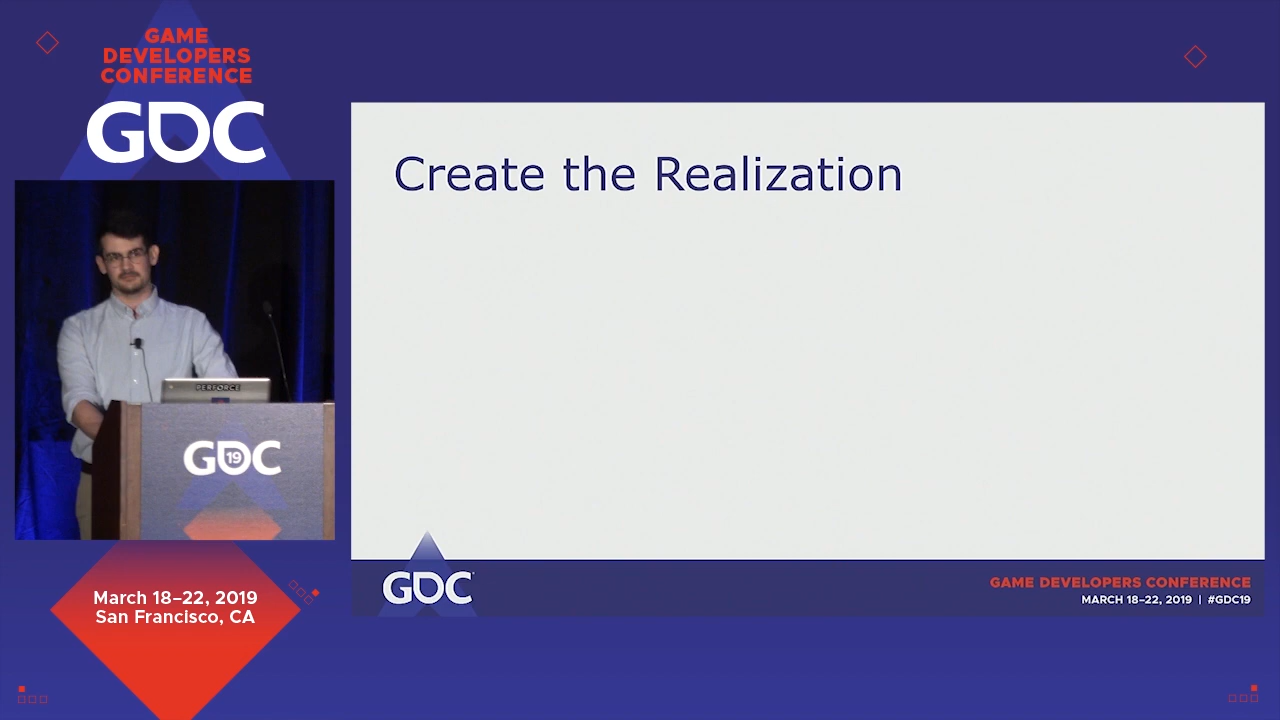 GAME
DEVELOPERS
CONFERENCE
GDC
Create the Realization
PERFORCE
GDC
19
March 18–22, 2019
San Francisco, CA
GDC
GAME DEVELOPERS CONFERENCE
MARCH 18–22, 2019 | #GDC19